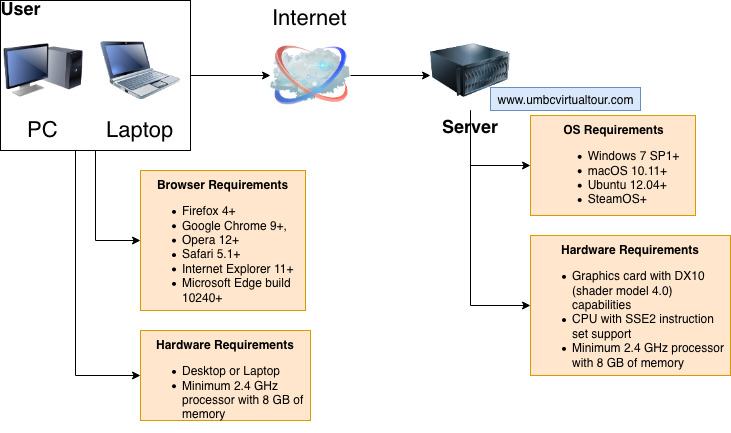 User
Internet
PC
Laptop
www.umbcvirtualtour.com
Server
OS Requirements
Windows 7 SP1+
macOS 10.11+
Ubuntu 12.04+
SteamOS+
Browser Requirements
Firefox 4+
Google Chrome 9+,
Opera 12+
Safari 5.1+
Internet Explorer 11+
Microsoft Edge build
10240+
Hardware Requirements
Graphics card with DX10
(shader model 4.0)
capabilities
CPU with SSE2 instruction
set support
Minimum 2.4 GHz processor
with 8 GB of memory
Hardware Requirements
Desktop or Laptop
Minimum 2.4 GHz
processor with 8 GB of
memory